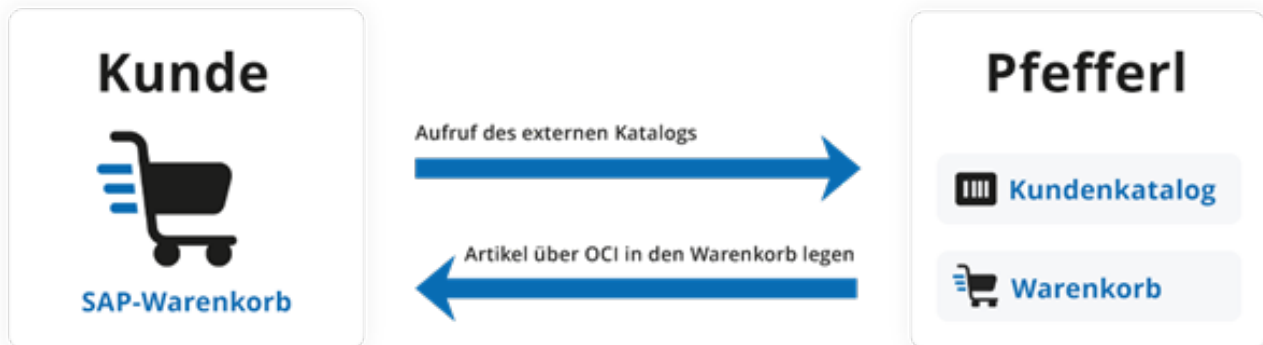 Kunde
SAP-Warenkorb
Aufruf des externen Katalogs
Artikel über OCI in den Warenkorb legen
Pfefferl
Kundenkatalog
Warenkorb